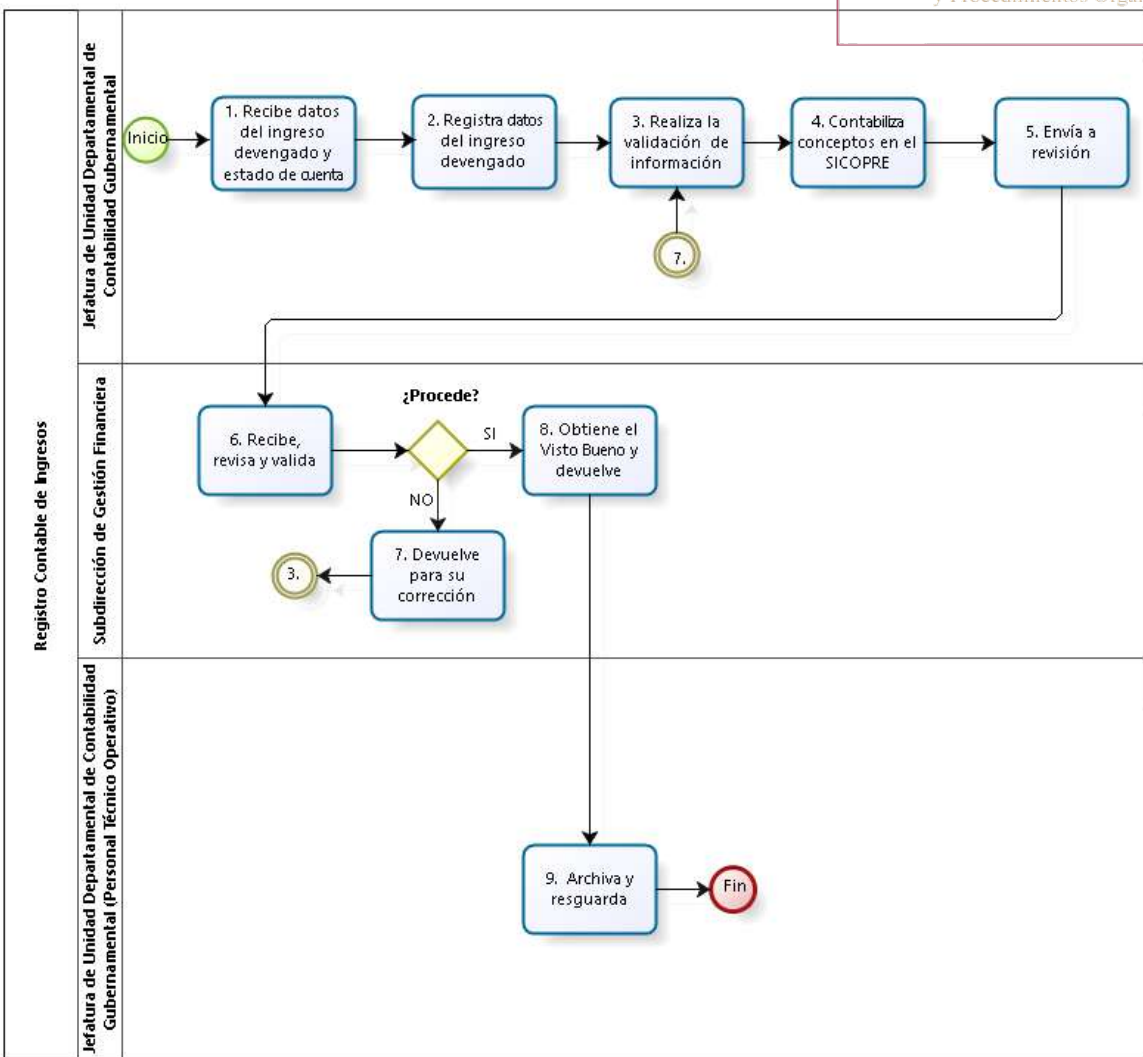 y Procedimientos
Registro Contable de Ingresos
Jefatura de Unidad Departamental de
Contabilidad Gubernamental
Inicio
1. Recibe datos
del ingreso
devengado y
estado de cuenta
2. Registra datos
del ingreso
devengado
3. Realiza la
validación de
información
4. Contabiliza
conceptos en el
SICOPRE
5. Envía a
revisión
7.
Subdirección de Gestión Financiera
6. Recibe,
revisa y valida
¿Procede?
SI
NO
8. Obtiene el
Visto Bueno y
devuelve
7. Devuelve
para su
corrección
3.
Jefatura de Unidad Departamental de Contabilidad
Gubernamental (Personal Técnico Operativo)
9. Archiva y
resguarda
Fin